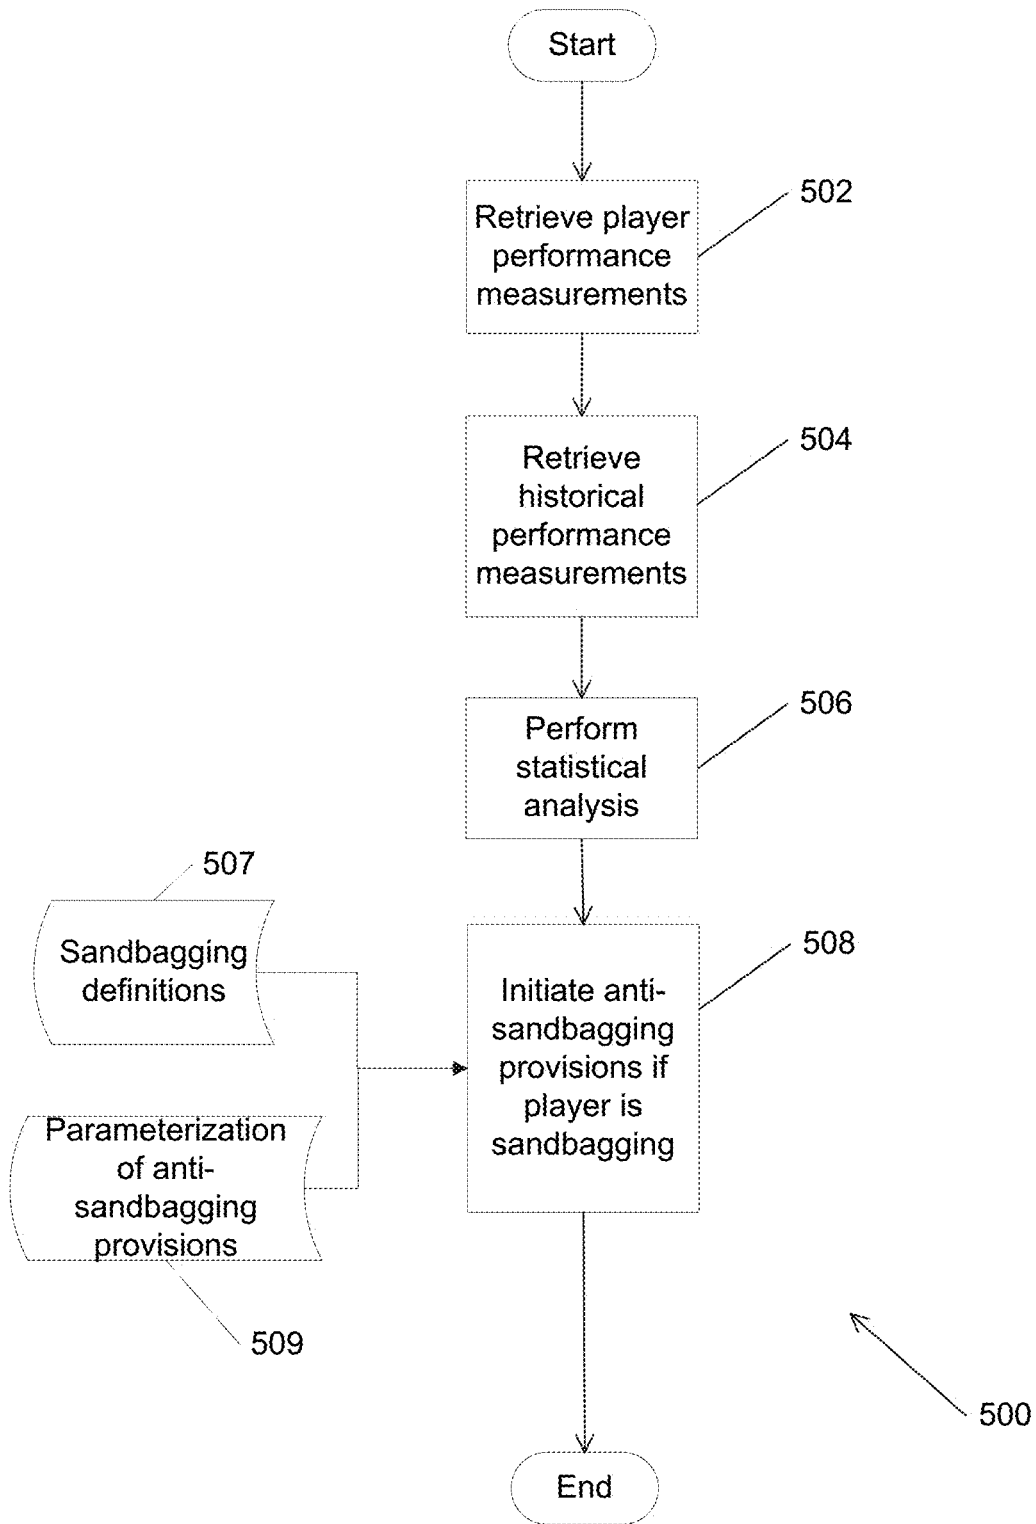 Start
502
Retrieve player
performance
measurements
504
Retrieve
historical
performance
measurements
506
Perform
statistical
analysis
507
Sandbagging
definitions
508
Initiate anti-
sandbagging
provisions if
player is
sandbagging
Parameterization
of anti-
sandbagging
provisions
509
500
End